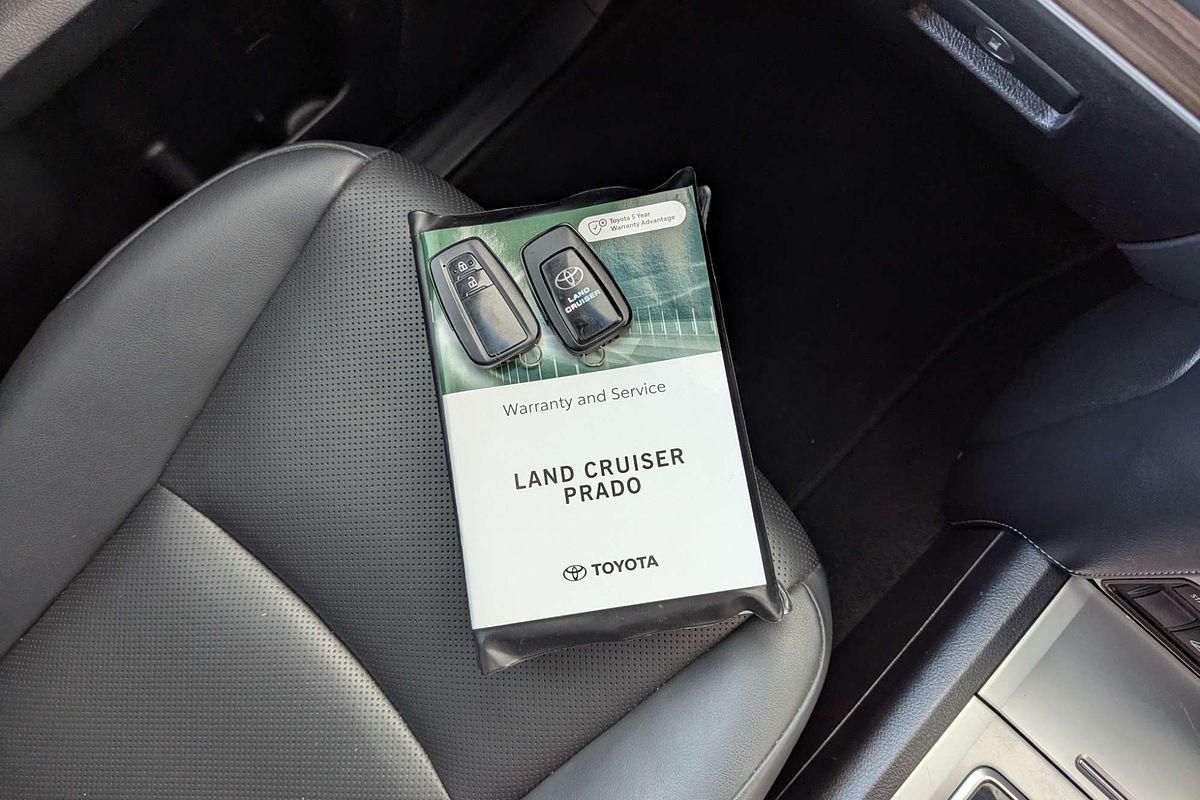 Toyota 5 Year
Warranty Advantage
LAND
CRUISER
Warranty and Service
LAND CRUISER
PRADO
TOYOTA